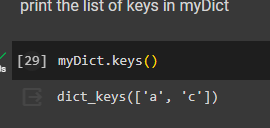 print the list of keys in myDict
[29] myDict.keys()
dict_keys(['a', 'c'])